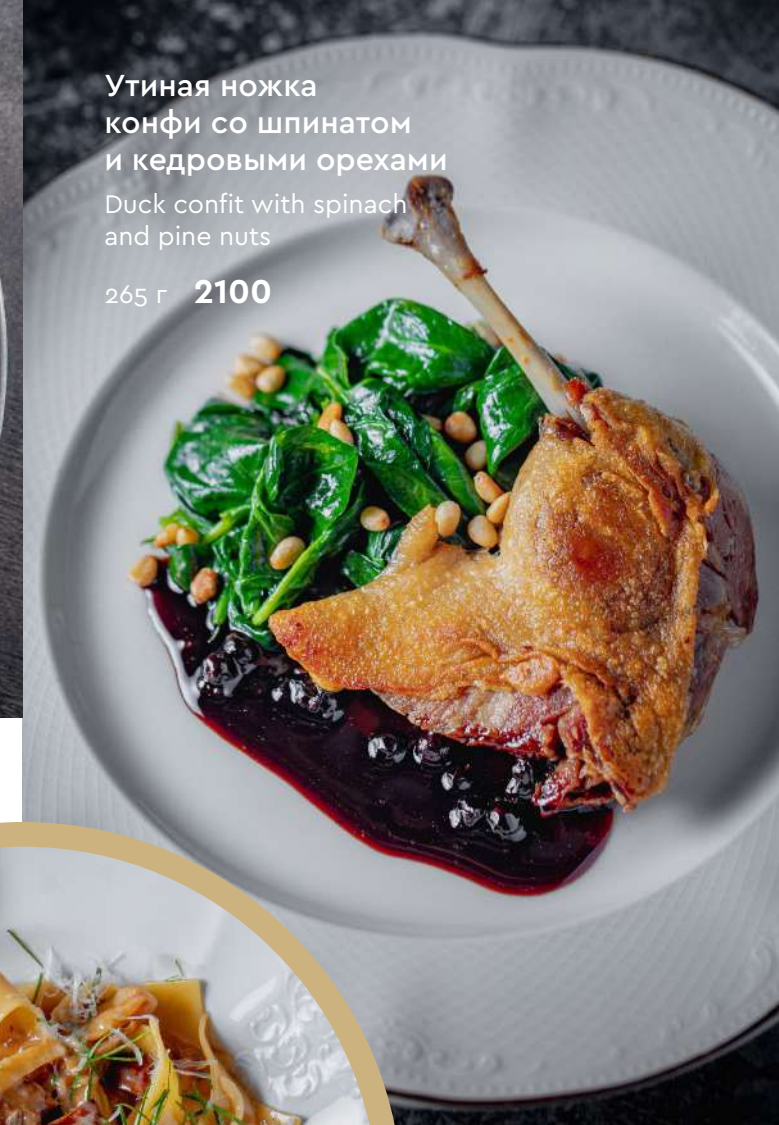 Утиная ножка
конфи со шпинатом
и кедровыми орехами
Duck confit with spinach
and pine nuts
265 г 2100